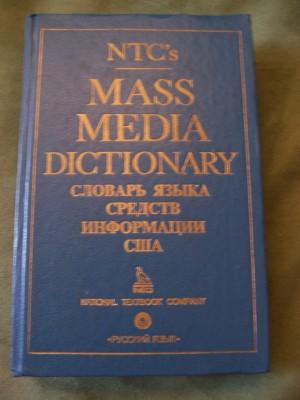 NTC's
MASS
MEDIA
DICTIONARY
СЛОВАРЬ ЯЗЫКА
СРЕДСТВ
ИНФОРМАЦИИ
США
NATIONAL TEXTBOOK COMPANY
«РУССКИЙ ЯЗЫК»